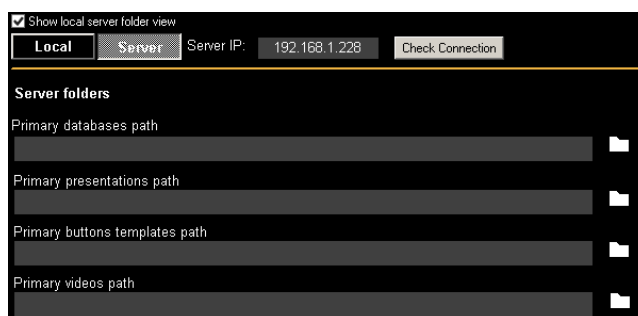 Show local server folder view
Local Server Server IP: 192.168.1.228 Check Connection
Server folders
Primary databases path
Primary presentations path
Primary buttons templates path
Primary videos path